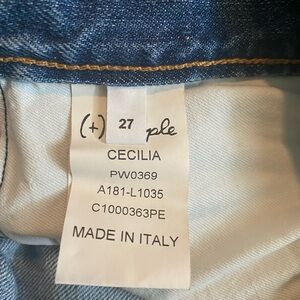 (+) 27 ple
CECILIA
PW0369
A181-L1035
C1000363PE
MADE IN ITALY